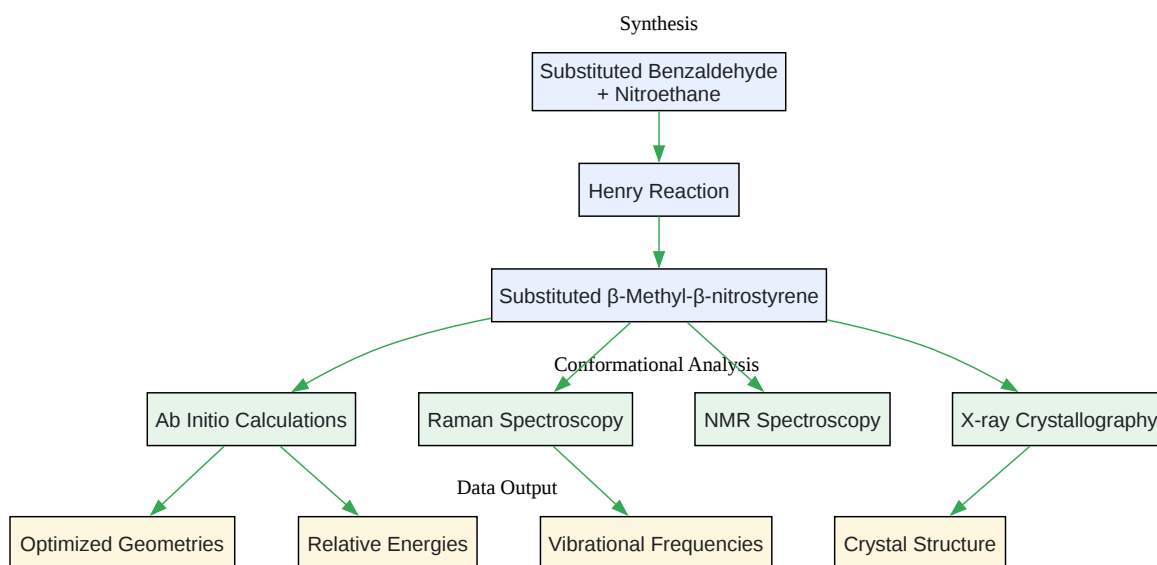 Synthesis
Substituted Benzaldehyde
+ Nitroethane
Henry Reaction
Substituted β-Methyl-β-nitrostyrene
Conformational Analysis
Ab Initio Calculations
Raman Spectroscopy
NMR Spectroscopy
X-ray Crystallography
Data Output
Optimized Geometries
Relative Energies
Vibrational Frequencies
Crystal Structure